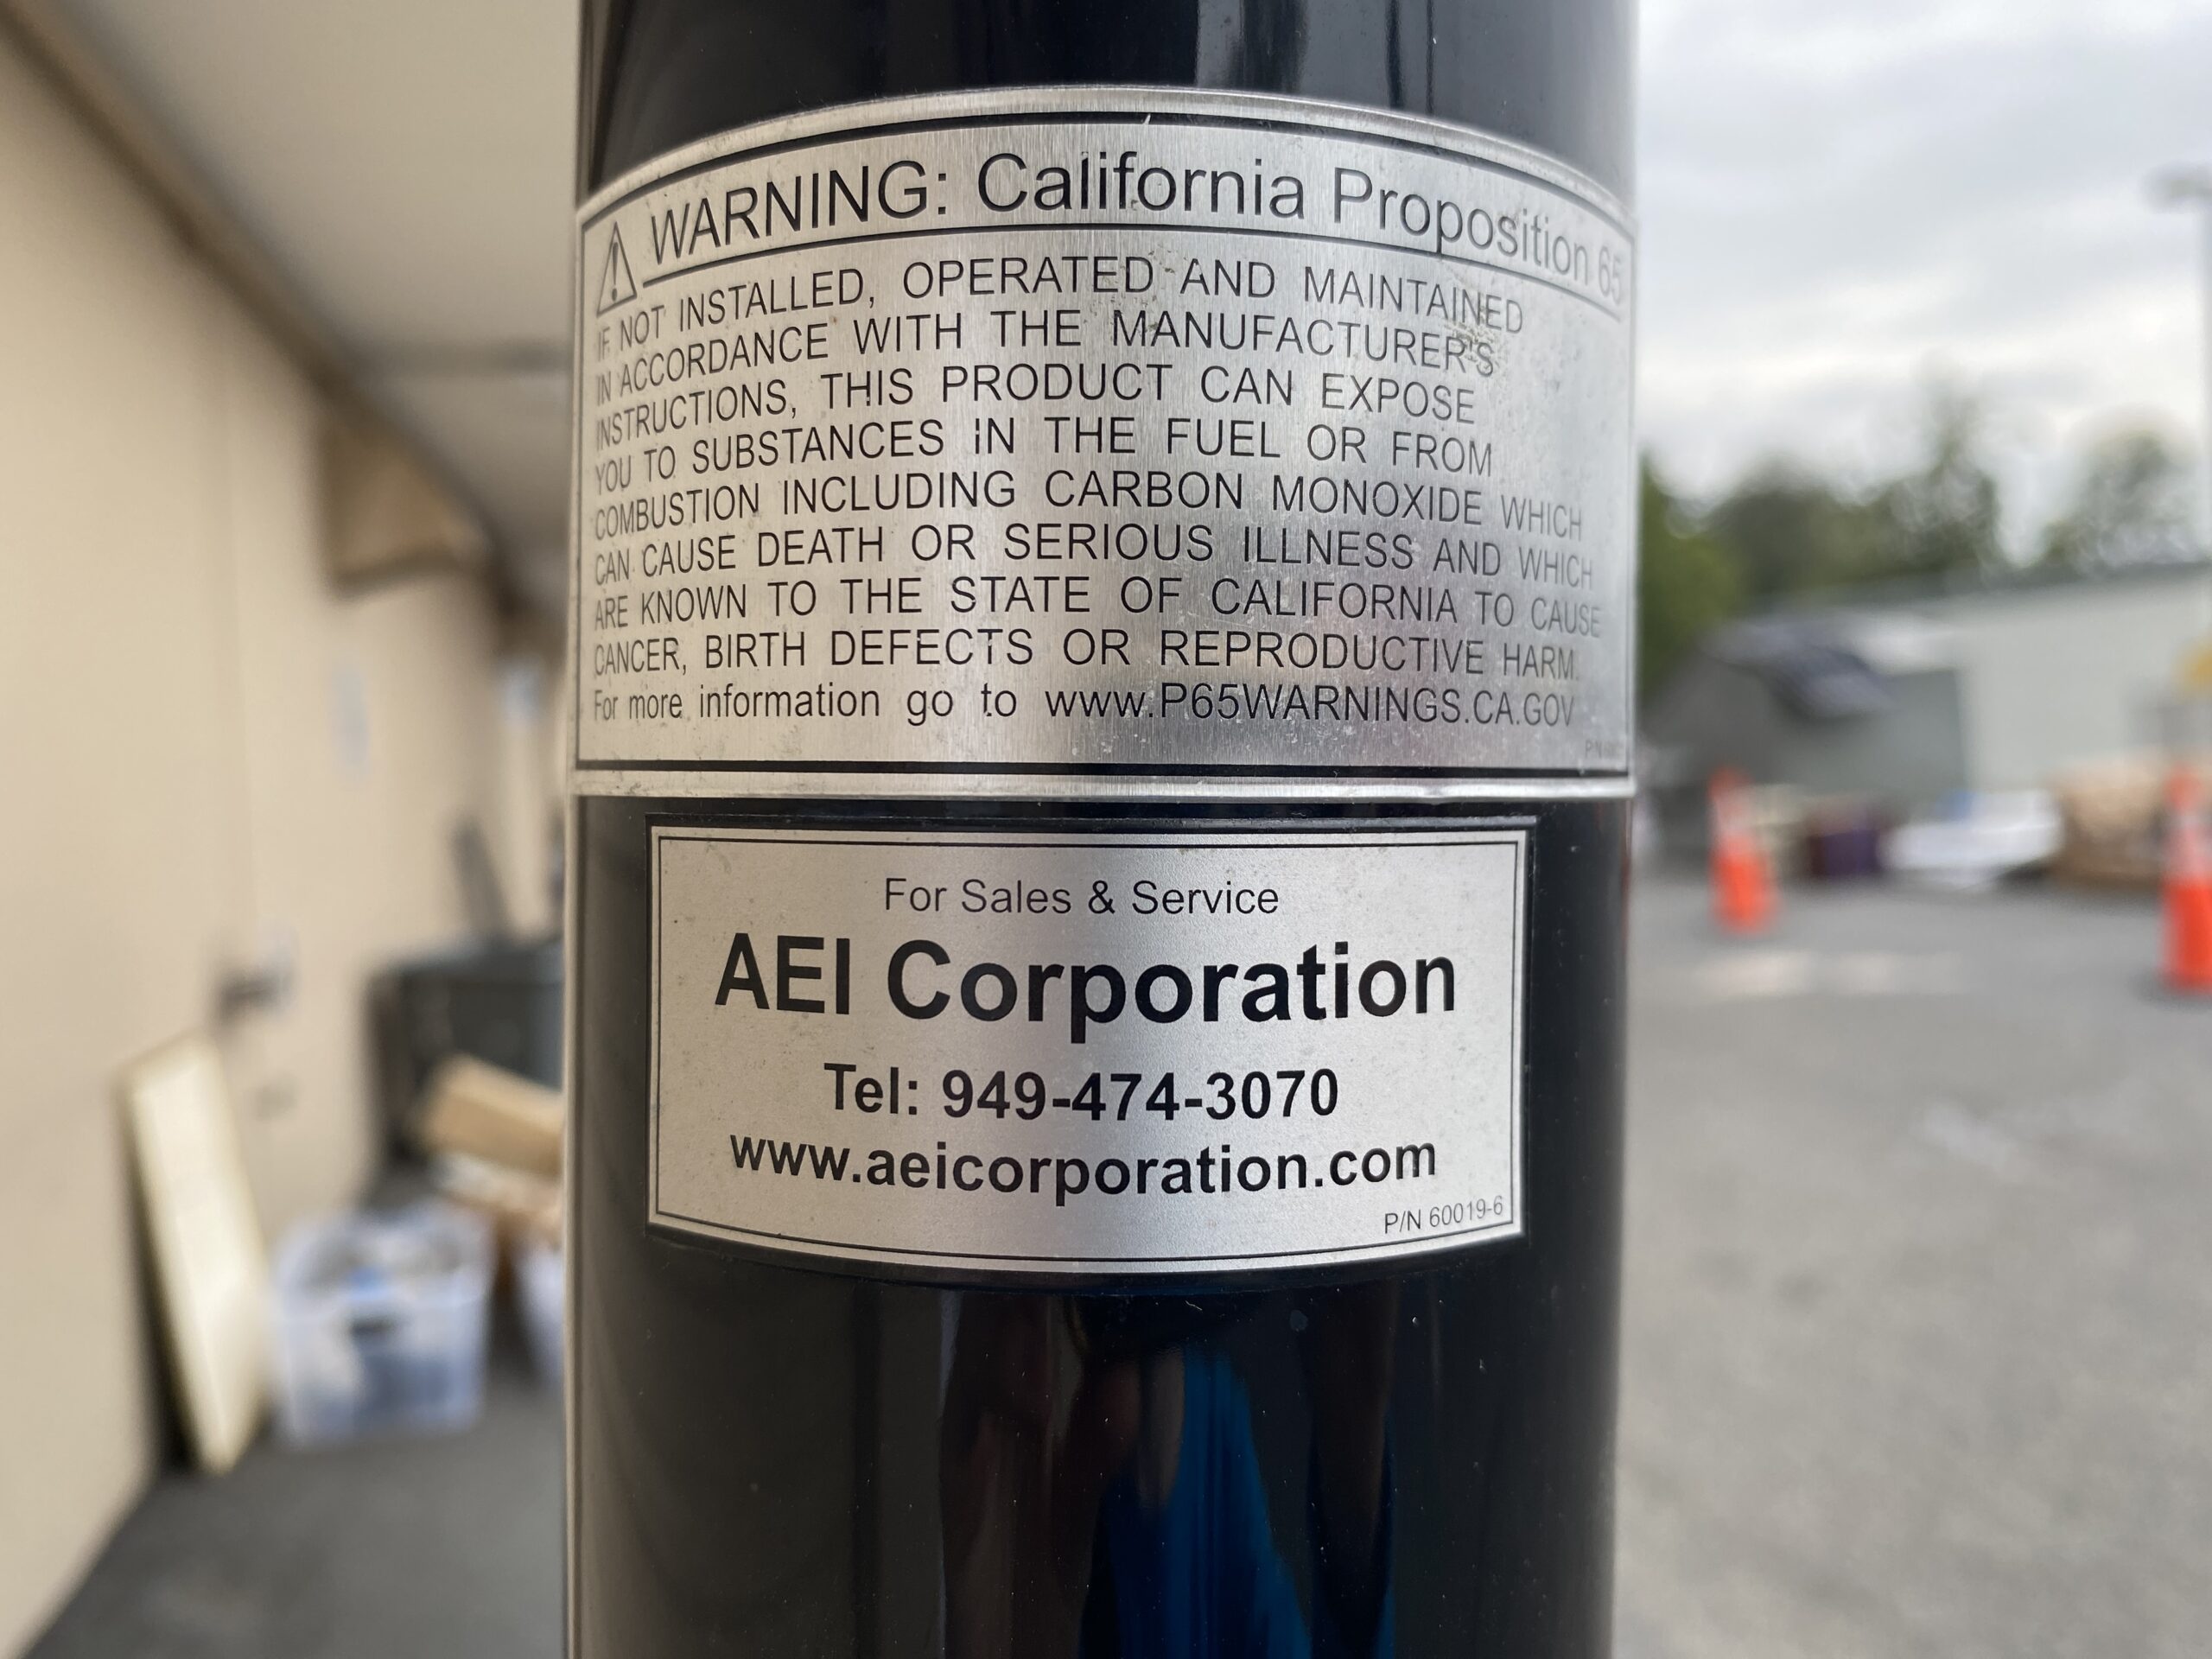 WARNING: California Proposition 65
IF NOT INSTALLED, OPERATED AND MAINTAINED
IN ACCORDANCE WITH THE MANUFACTURER'S
INSTRUCTIONS, THIS PRODUCT CAN EXPOSE
YOU TO SUBSTANCES IN THE FUEL OR FROM
COMBUSTION INCLUDING CARBON MONOXIDE WHICH
CAN CAUSE DEATH OR SERIOUS ILLNESS AND WHICH
ARE KNOWN TO THE STATE OF CALIFORNIA TO CAUSE
CANCER, BIRTH DEFECTS OR REPRODUCTIVE HARM.
For more information go to www.P65WARNINGS.CA.GOV
For Sales & Service
AEI Corporation
Tel: 949-474-3070
www.aeicorporation.com
P/N 60019-6